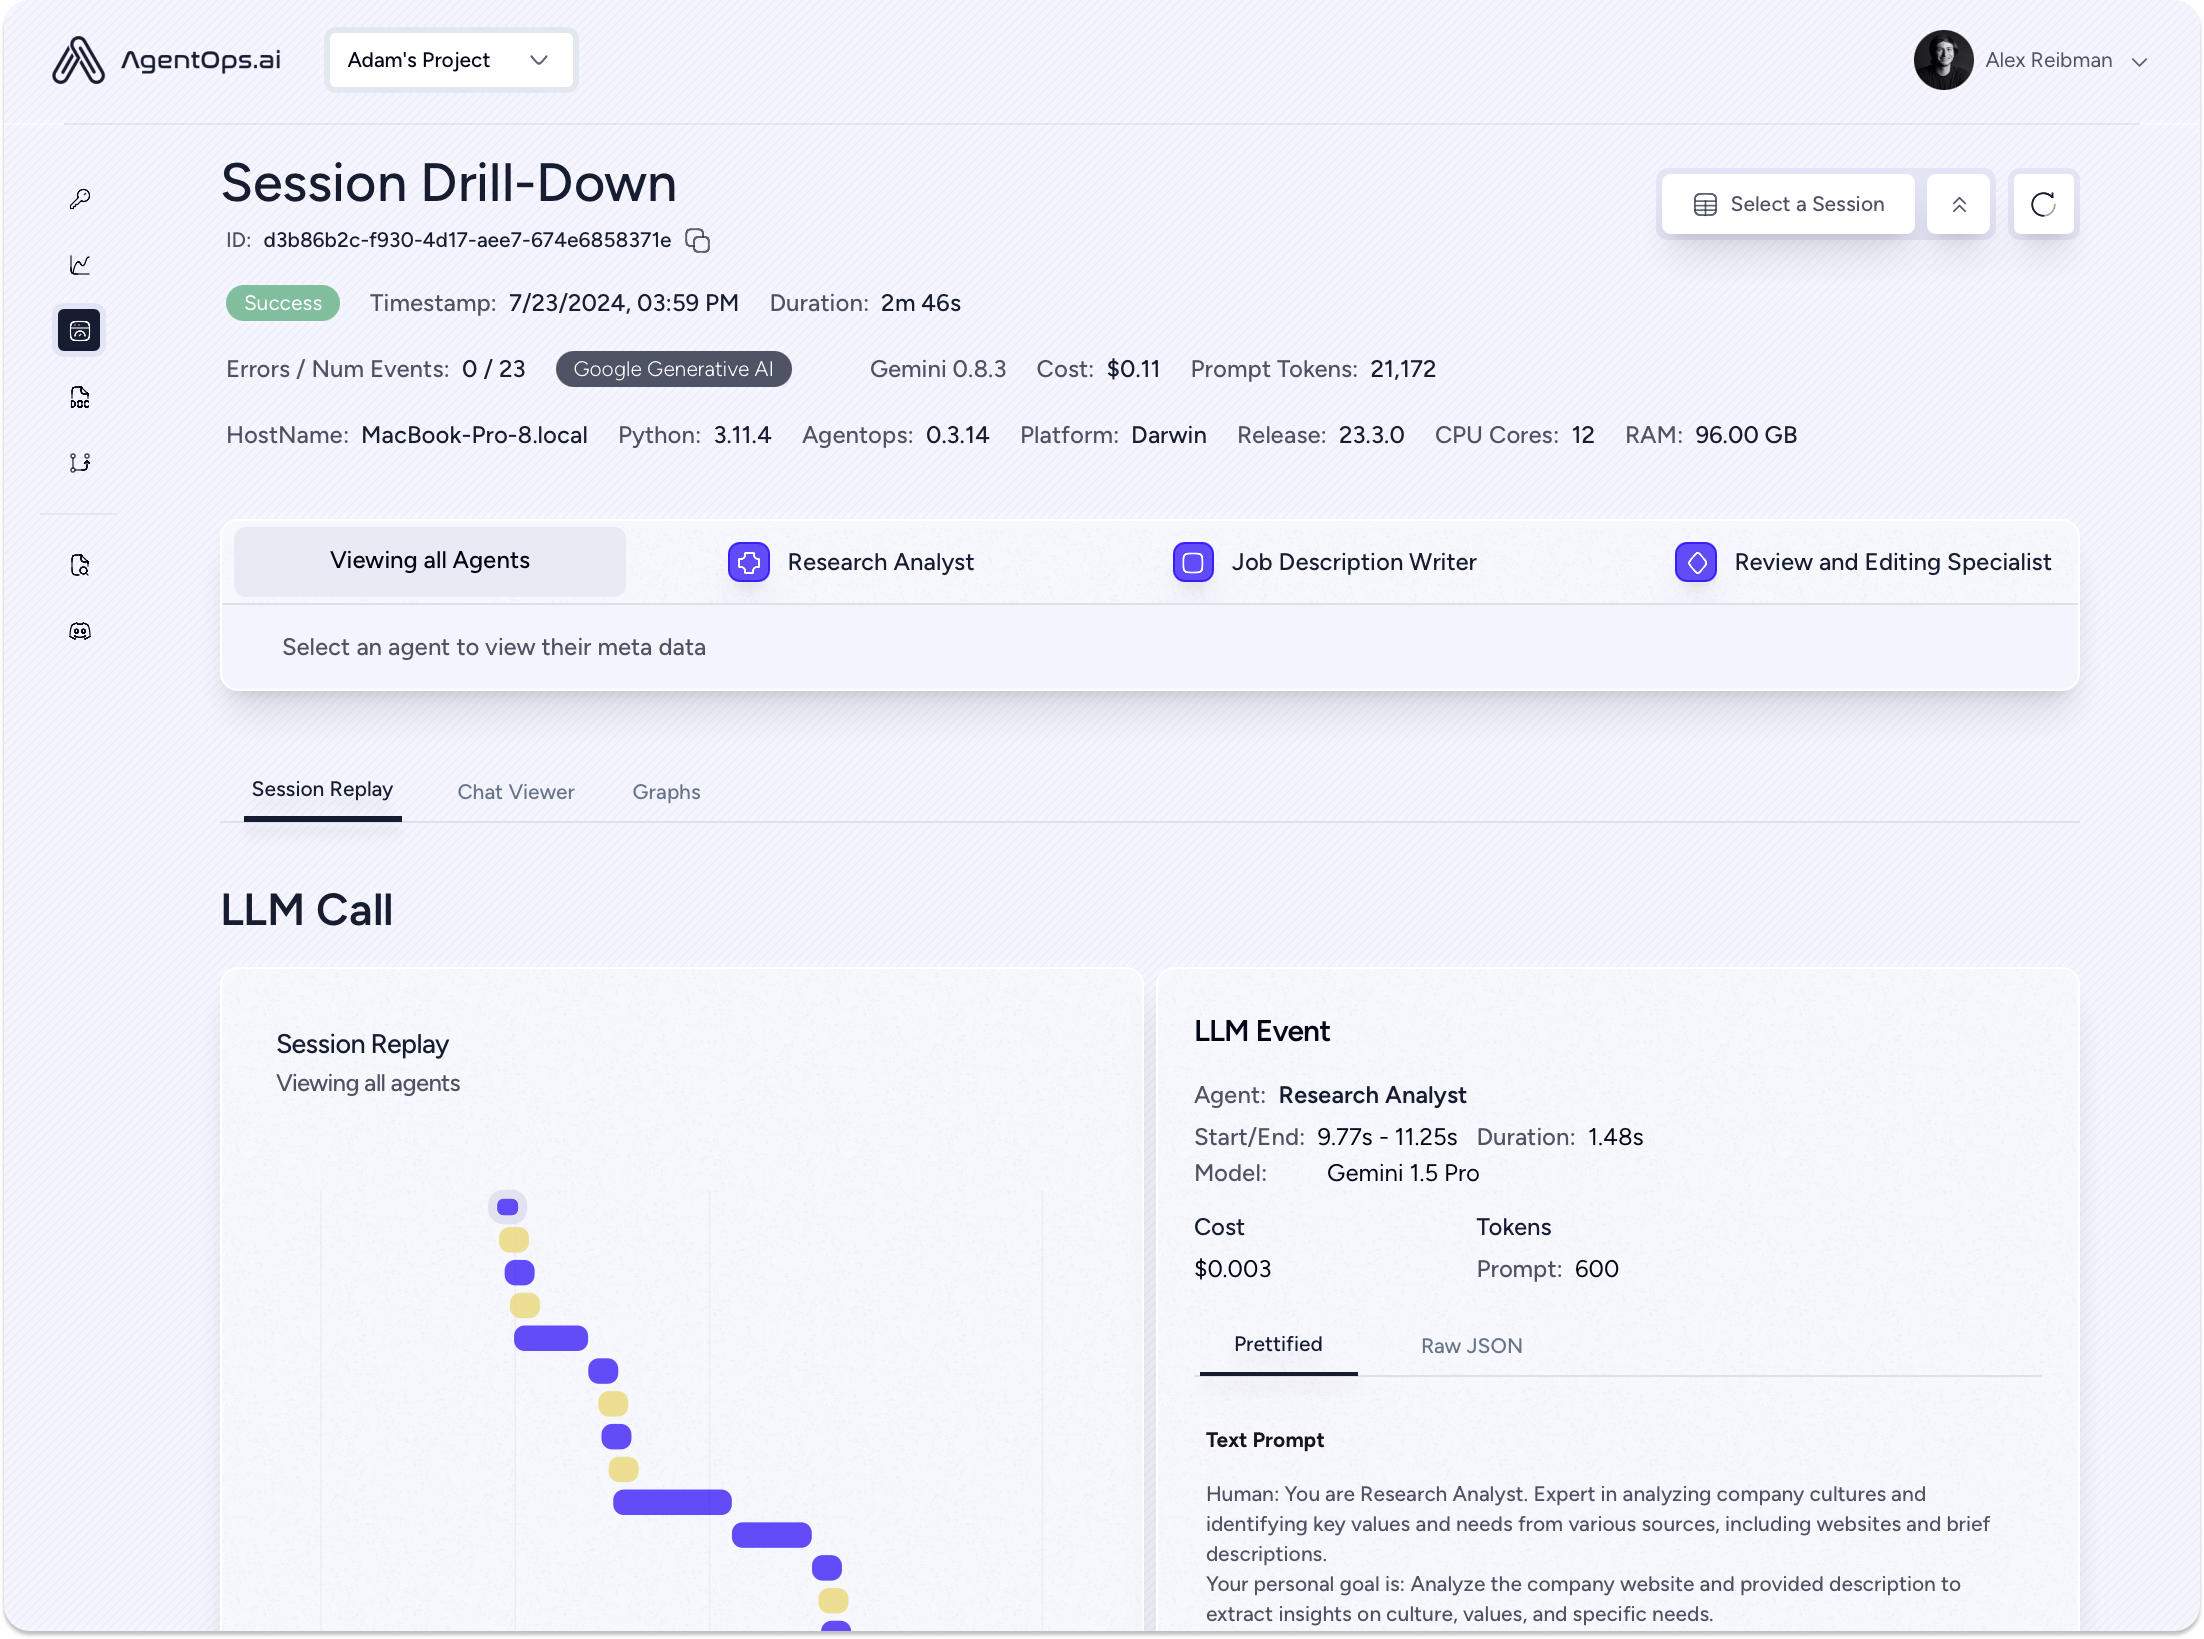 AgentOps.ai
Adam's Project
Alex Reibman
Session Drill-Down
ID: d3b86b2c-f930-4d17-aee7-674e6858371e
Select a Session
Success Timestamp: 7/23/2024, 03:59 PM Duration: 2m 46s
Errors / Num Events: 0 / 23 Google Generative AI Gemini 0.8.3 Cost: $0.11 Prompt Tokens: 21,172
HostName: MacBook-Pro-8.local Python: 3.11.4 Agentops: 0.3.14 Platform: Darwin Release: 23.3.0 CPU Cores: 12 RAM: 96.00 GB
DOC
Viewing all Agents Research Analyst Job Description Writer Review and Editing Specialist
Select an agent to view their meta data
Session Replay Chat Viewer Graphs
LLM Call
Session Replay
Viewing all agents
LLM Event
Agent: Research Analyst
Start/End: 9.77s - 11.25s Duration: 1.48s
Model: Gemini 1.5 Pro
Cost Tokens
$0.003 Prompt: 600
Prettified Raw JSON
Text Prompt
Human: You are Research Analyst. Expert in analyzing company cultures and
identifying key values and needs from various sources, including websites and brief
descriptions.
Your personal goal is: Analyze the company website and provided description to
extract insights on culture, values, and specific needs.